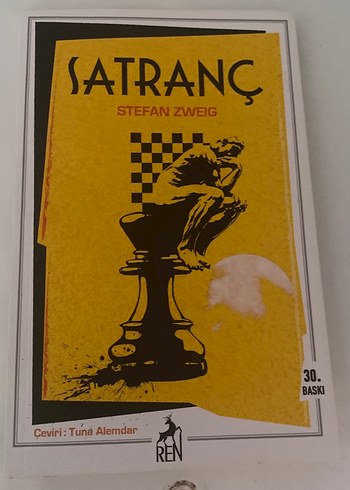 SATRANÇ
STEFAN ZWEIG
30.
BASKI
Çeviri: Tuna Alemdar
REN